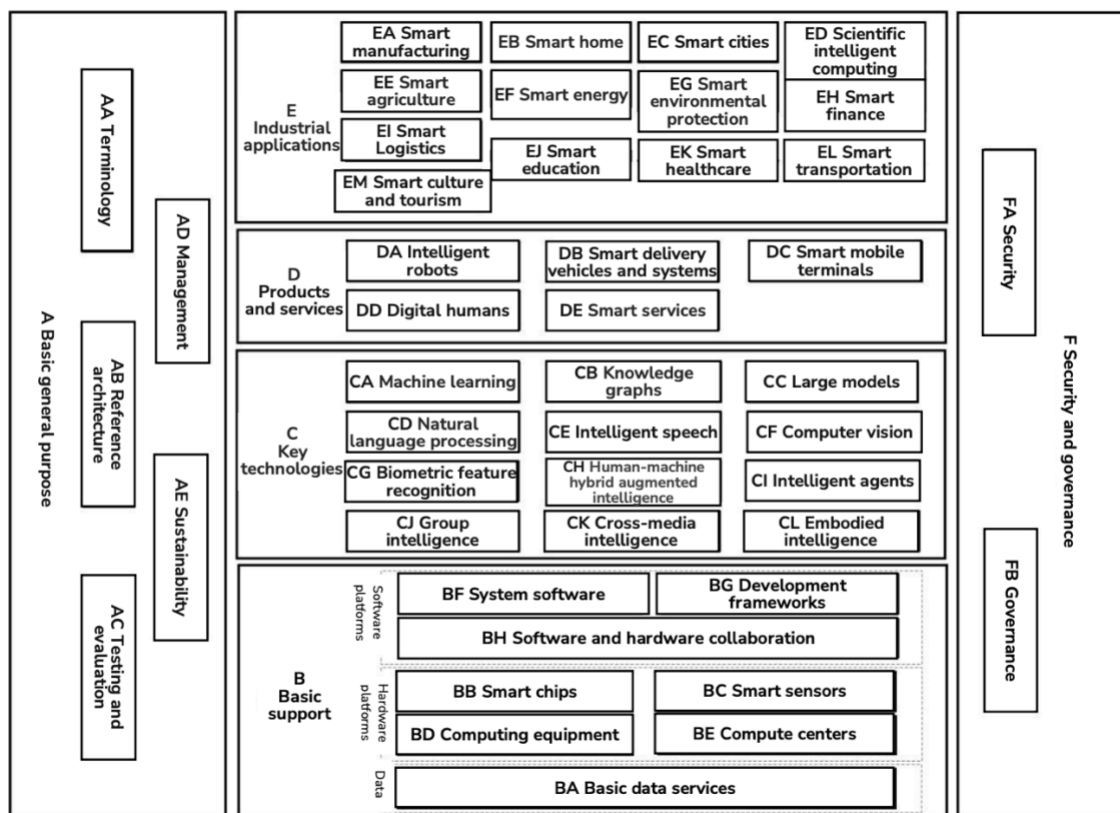 A Basic general purpose
AA Terminology
AB Reference
architecture
AC Testing and
evaluation
AD Management
AE Sustainability
E
Industrial
applications
EA Smart
manufacturing
EB Smart home
EC Smart cities
ED Scientific
intelligent
computing
EE Smart
agriculture
EF Smart energy
EG Smart
environmental
protection
EH Smart
finance
EI Smart
Logistics
EJ Smart
education
EK Smart
healthcare
EL Smart
transportation
EM Smart culture
and tourism
D
Products
and services
DA Intelligent
robots
DB Smart delivery
vehicles and systems
DC Smart mobile
terminals
DD Digital humans
DE Smart services
C
Key
technologies
CA Machine learning
CB Knowledge
graphs
CC Large models
CD Natural
language processing
CE Intelligent speech
CF Computer vision
CG Biometric feature
recognition
CH Human-machine
hybrid augmented
intelligence
CI Intelligent agents
CJ Group
intelligence
CK Cross-media
intelligence
CL Embodied
intelligence
B
Basic
support
Software
platforms
BF System software
BG Development
frameworks
BH Software and hardware collaboration
Hardware
platforms
BB Smart chips
BC Smart sensors
BD Computing equipment
BE Compute centers
Data
BA Basic data services
FA Security
FB Governance
F Security and governance